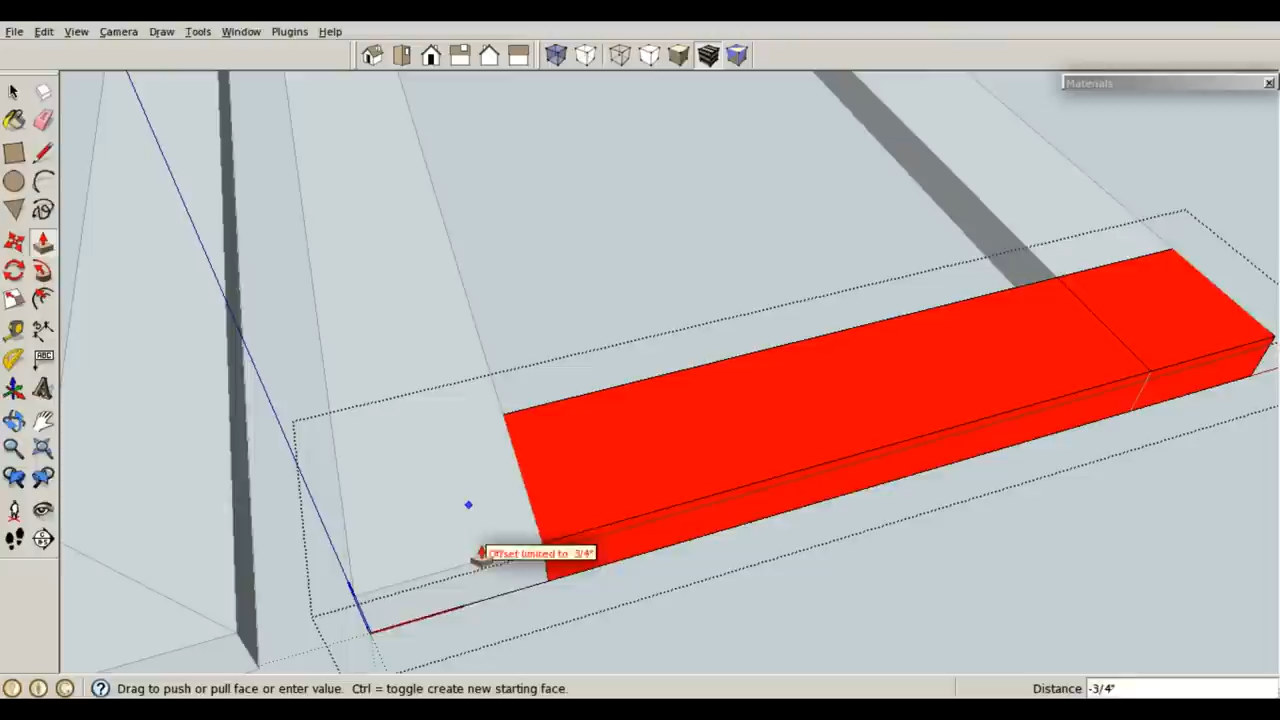 File Edit View Camera Draw Tools Window Plugins Help
Materials
ABC
Offset limited to 3/4"
Drag to push or pull face or enter value. Ctrl = toggle create new starting face.
Distance -3/4"